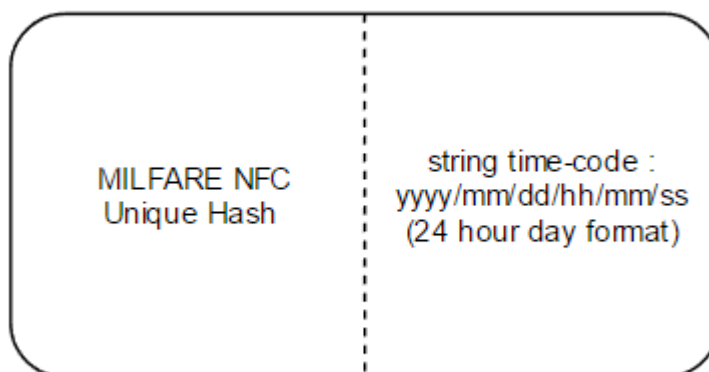 MILFARE NFC
Unique Hash
string time-code :
yyyy/mm/dd/hh/mm/ss
(24 hour day format)